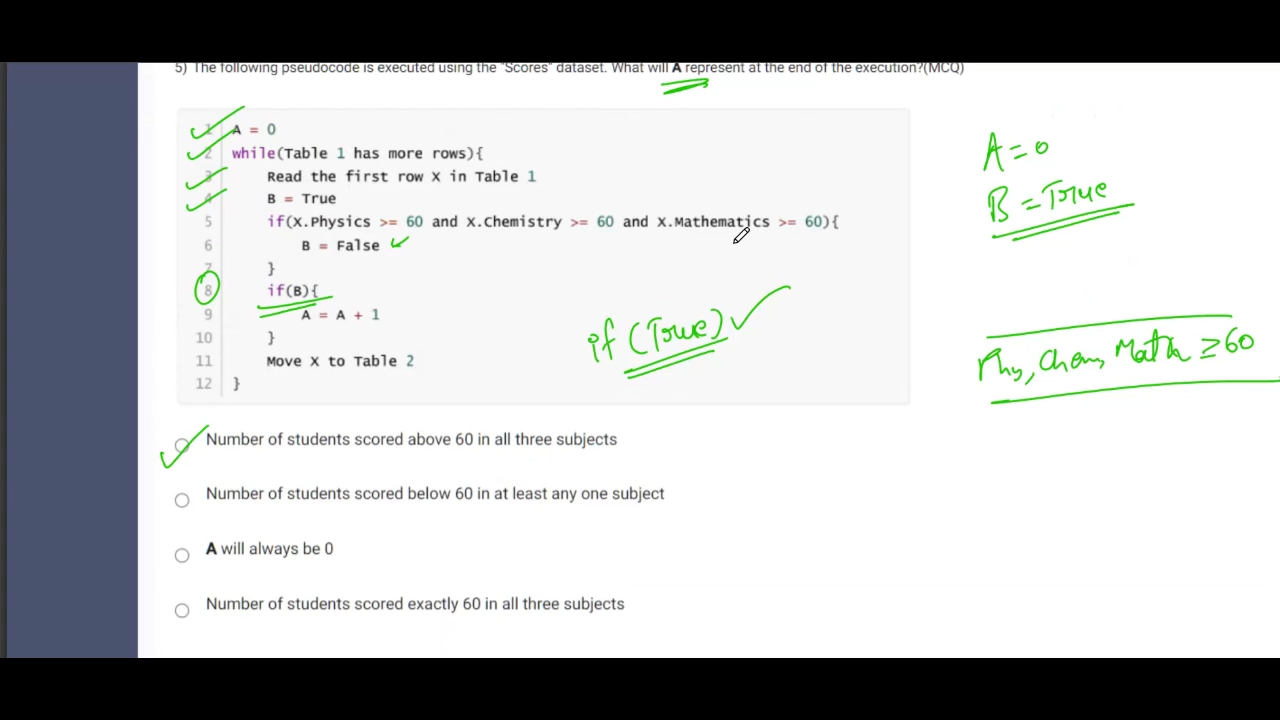 5) The following pseudocode is executed using the "Scores" dataset. What will A represent at the end of the execution?(MCQ)
1 A = 0
2 while(Table 1 has more rows){
3 Read the first row X in Table 1
4 B = True
5 if(X.Physics >= 60 and X.Chemistry >= 60 and X.Mathematics >= 60){
6 B = False
7 }
8 if(B){
9 A = A + 1
10 }
11 Move X to Table 2
12 }
A = 0
B = True
if (True)
Phy, Chem, Math ≥ 60
Number of students scored above 60 in all three subjects
Number of students scored below 60 in at least any one subject
A will always be 0
Number of students scored exactly 60 in all three subjects